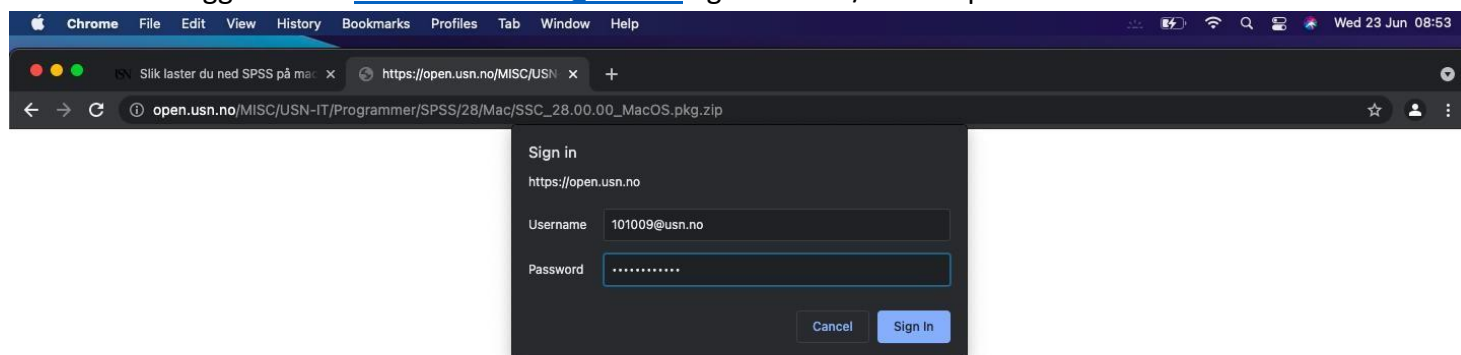 Chrome File Edit View History Bookmarks Profiles Tab Window Help Wed 23 Jun 08:53
Slik laster du ned SPSS på mac https://open.usn.no/MISC/USN
open.usn.no/MISC/USN-IT/Programmer/SPSS/28/Mac/SSC_28.00.00_MacOS.pkg.zip
Sign in
https://open.usn.no
Username 101009@usn.no
Password ············
Cancel Sign In